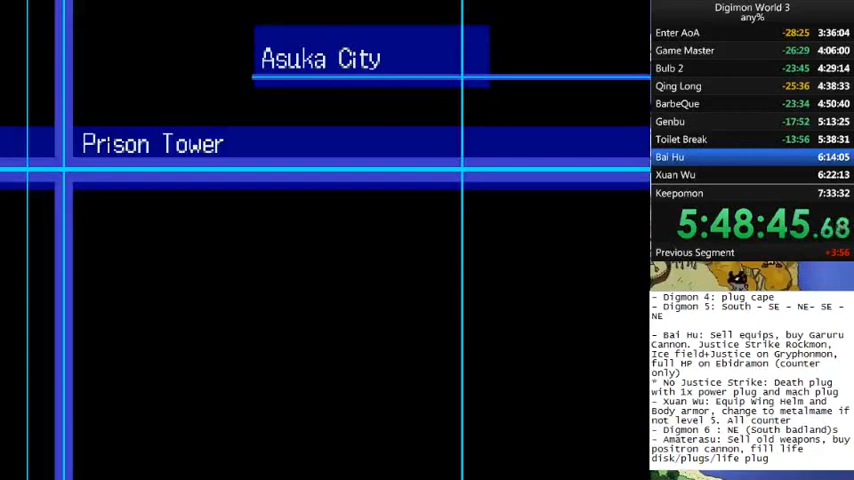 Asuka City
Prison Tower
Digimon World 3
any%
Enter AoA -28:25 3:36:04
Game Master -26:29 4:06:00
Bulb 2 -23:45 4:29:14
Qing Long -25:36 4:38:33
BarbeQue -23:34 4:50:40
Genbu -17:52 5:13:25
Toilet Break -13:56 5:38:31
Bai Hu 6:14:05
Xuan Wu 6:22:13
Keepomon 7:33:32
5:48:45.68
Previous Segment +3:56
- Digmon 4: plug cape
- Digmon 5: South - SE - NE- SE -
NE
- Bai Hu: Sell equips, buy Garuru
Cannon. Justice Strike Rockmon,
Ice field+Justice on Gryphonmon,
full HP on Ebidramon (counter
only)
* No Justice Strike: Death plug
with 1x power plug and mach plug
- Xuan Wu: Equip Wing Helm and
Body armor, change to metalmame if
not level 5. All counter
- Digmon 6 : NE (South badland)s
- Amaterasu: Sell old weapons, buy
positron cannon, fill life
disk/plugs/life plug